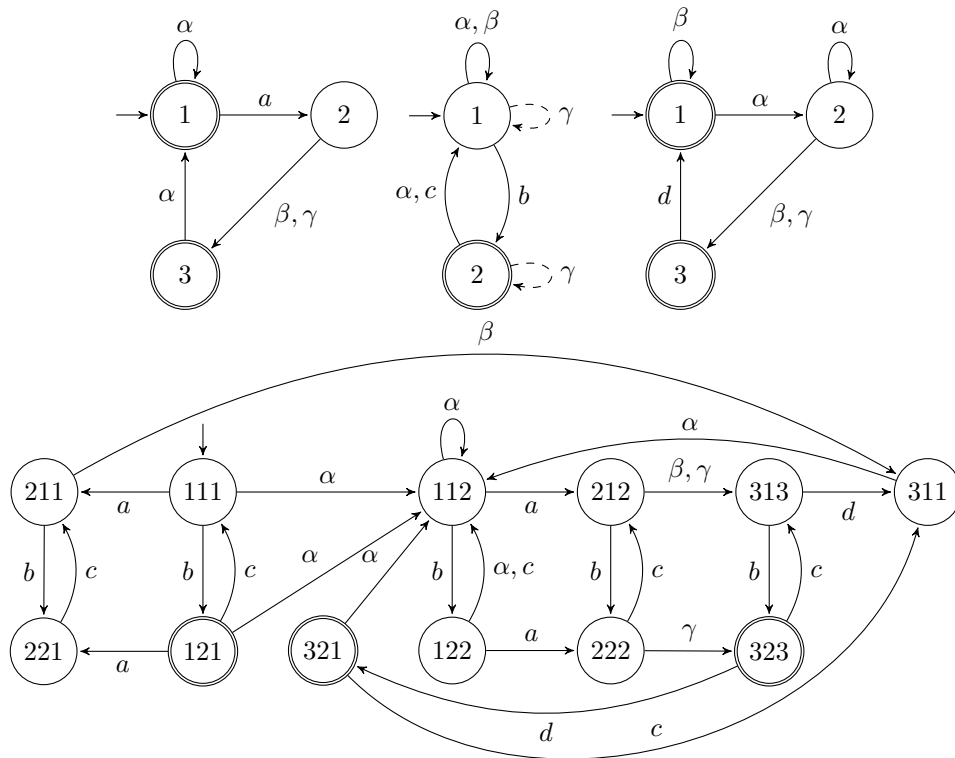 α α, β β α
1 a 2 1 γ 1 α 2
α β, γ α, c b d β, γ
3 2 γ 3
β
α α
211 a 111 α 112 a 212 β, γ 313 d 311
b c b c α α b α, c b c b c
221 a 121 321 122 a 222 γ 323
d c